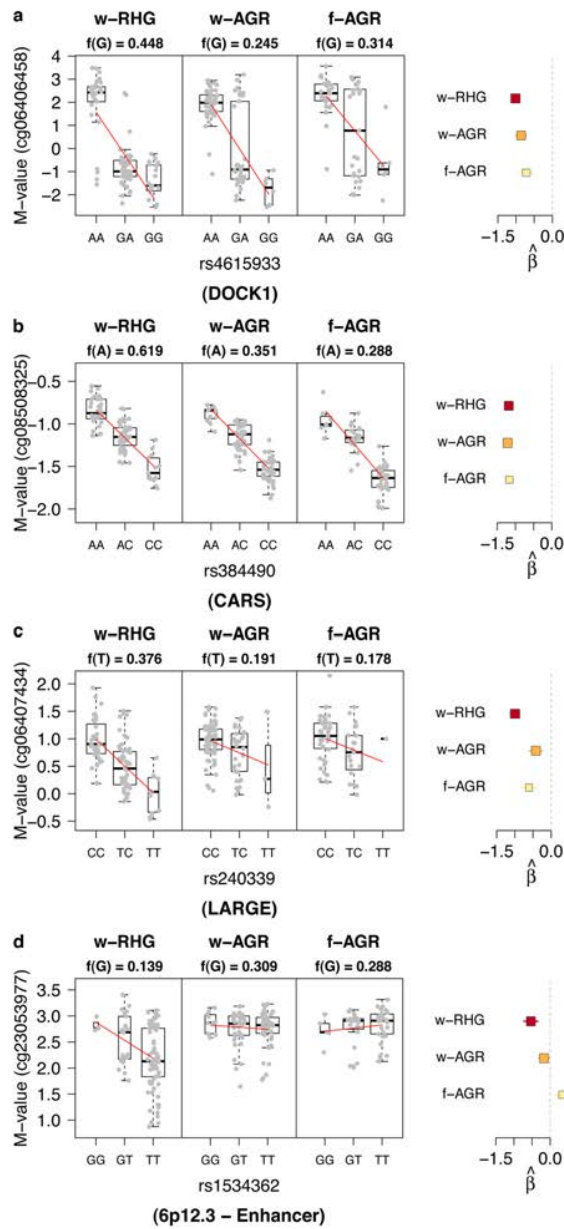 a
w−RHG w−AGR f−AGR
f(G) = 0.448 f(G) = 0.245 f(G) = 0.314
M−value (cg06406458)
4
3
2
1
0
−1
−2
AA GA GG AA GA GG AA GA GG
rs4615933
(DOCK1)
w−RHG
w−AGR
f−AGR
−1.5 0.0
β̂
b
w−RHG w−AGR f−AGR
f(A) = 0.619 f(A) = 0.351 f(A) = 0.288
M−value (cg08508325)
−0.5
−1.0
−1.5
−2.0
AA AC CC AA AC CC AA AC CC
rs384490
(CARS)
w−RHG
w−AGR
f−AGR
−1.5 0.0
β̂
c
w−RHG w−AGR f−AGR
f(T) = 0.376 f(T) = 0.191 f(T) = 0.178
M−value (cg06407434)
2.0
1.5
1.0
0.5
0.0
−0.5
CC TC TT CC TC TT CC TC TT
rs240339
(LARGE)
w−RHG
w−AGR
f−AGR
−1.5 0.0
β̂
d
w−RHG w−AGR f−AGR
f(G) = 0.139 f(G) = 0.309 f(G) = 0.288
M−value (cg23053977)
3.5
3.0
2.5
2.0
1.5
1.0
GG GT TT GG GT TT GG GT TT
rs1534362
(6p12.3 − Enhancer)
w−RHG
w−AGR
f−AGR
−1.5 0.0
β̂